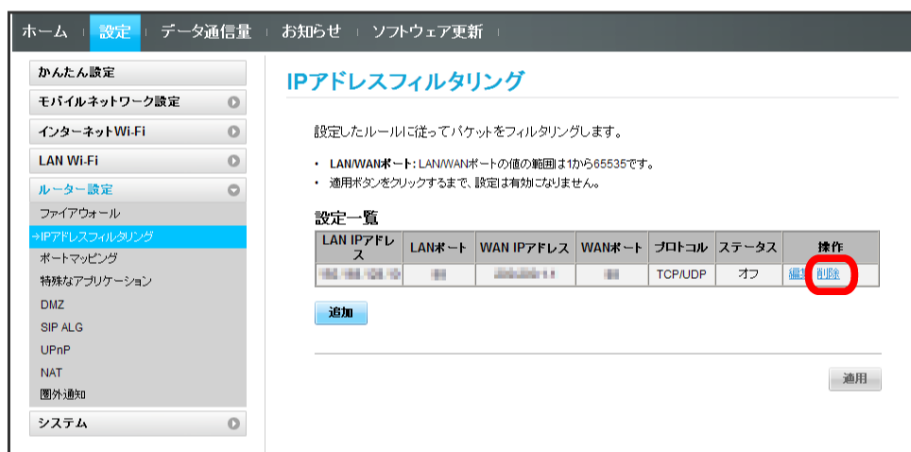 ホーム 設定 データ通信量 お知らせ ソフトウェア更新
かんたん設定
モバイルネットワーク設定
インターネットWi-Fi
LAN Wi-Fi
ルーター設定
ファイアウォール
→IPアドレスフィルタリング
ポートマッピング
特殊なアプリケーション
DMZ
SIP ALG
UPnP
NAT
圏外通知
システム
IPアドレスフィルタリング
設定したルールに従ってパケットをフィルタリングします。
・ LAN/WANポート: LAN/WANポートの値の範囲は1から65535です。
・ 適用ボタンをクリックするまで、設定は有効になりません。
設定一覧
LAN IPアドレス LANポート WAN IPアドレス WANポート プロトコル ステータス 操作
TCP/UDP オフ 削除
追加
適用